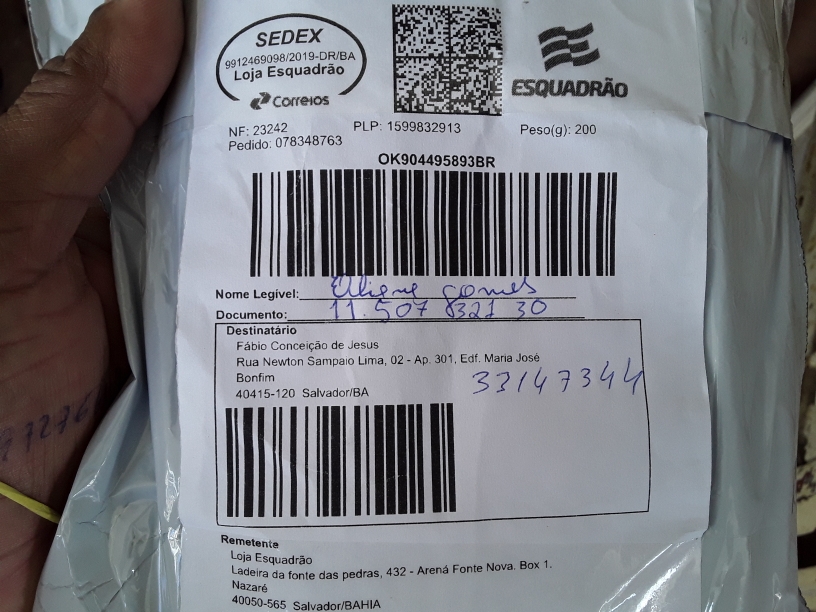 SEDEX
9912469098/2019-DR/BA
Loja Esquadrão
Correios
ESQUADRÃO
NF: 23242 PLP: 1599832913 Peso(g): 200
Pedido: 078348763
OK904495893BR
Nome Legível: gomes
Documento: 11.507 832 30
Destinatário
Fábio Conceição de Jesus
Rua Newton Sampaio Lima, 02 - Ap. 301, Edf. Maria José
Bonfim
33147344
40415-120 Salvador/BA
Remetente
Loja Esquadrão
Ladeira da fonte das pedras, 432 - Arena Fonte Nova. Box 1.
Nazaré
40050-565 Salvador/BAHIA